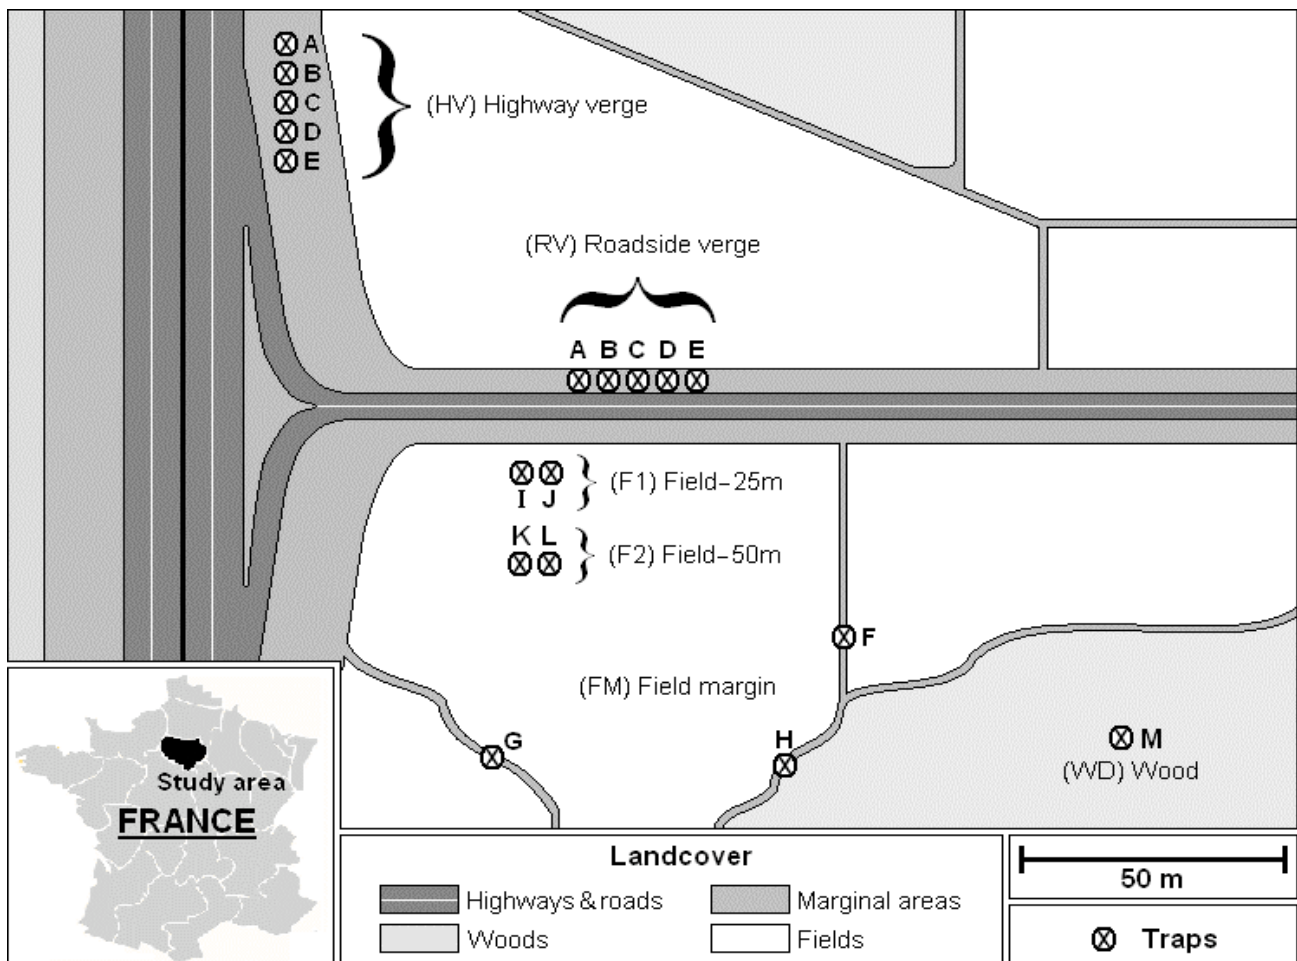 A
B
C
D
E
(HV) Highway verge
(RV) Roadside verge
A B C D E
I J
(F1) Field-25m
K L
(F2) Field-50m
F
(FM) Field margin
G
H
M
(WD) Wood
Study area
FRANCE
Landcover
Highways & roads
Marginal areas
Woods
Fields
50 m
Traps